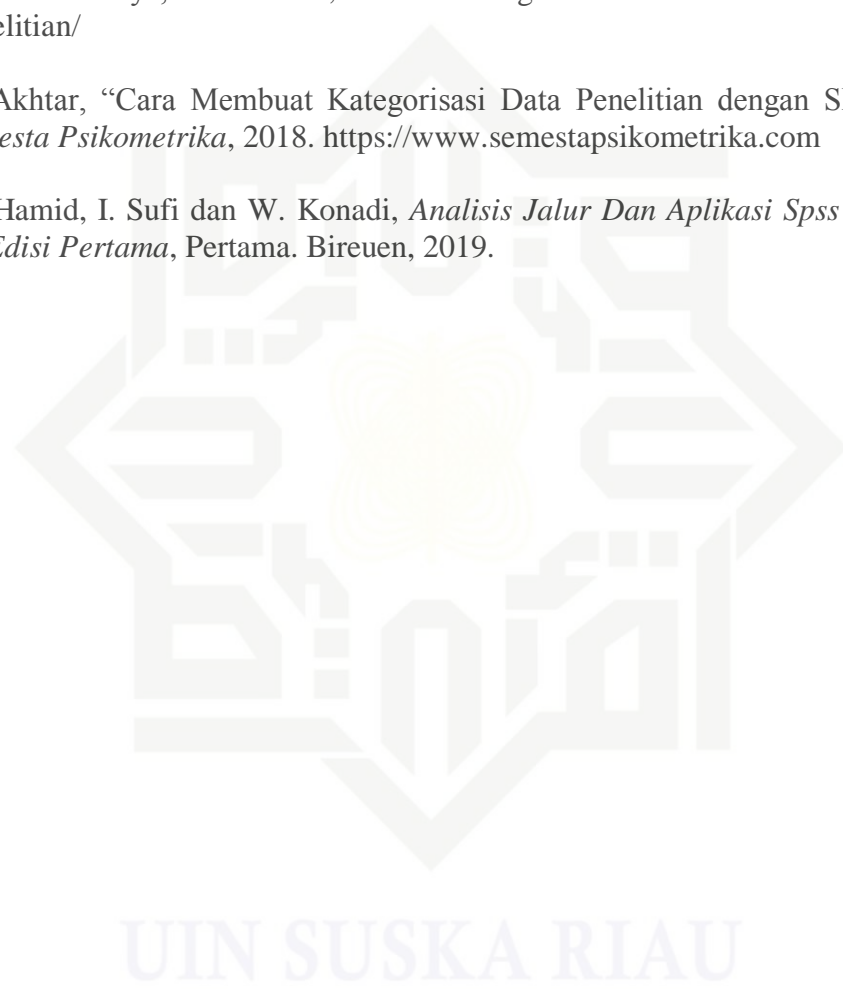 elitian/
Akhtar, “Cara Membuat Kategorisasi Data Penelitian dengan
esta Psikometrika, 2018. https://www.semestapsikometrika.com
Hamid, I. Sufi dan W. Konadi, Analisis Jalur Dan Aplikasi Spss
Edisi Pertama, Pertama. Bireuen, 2019.
UIN SUSKA RIAU